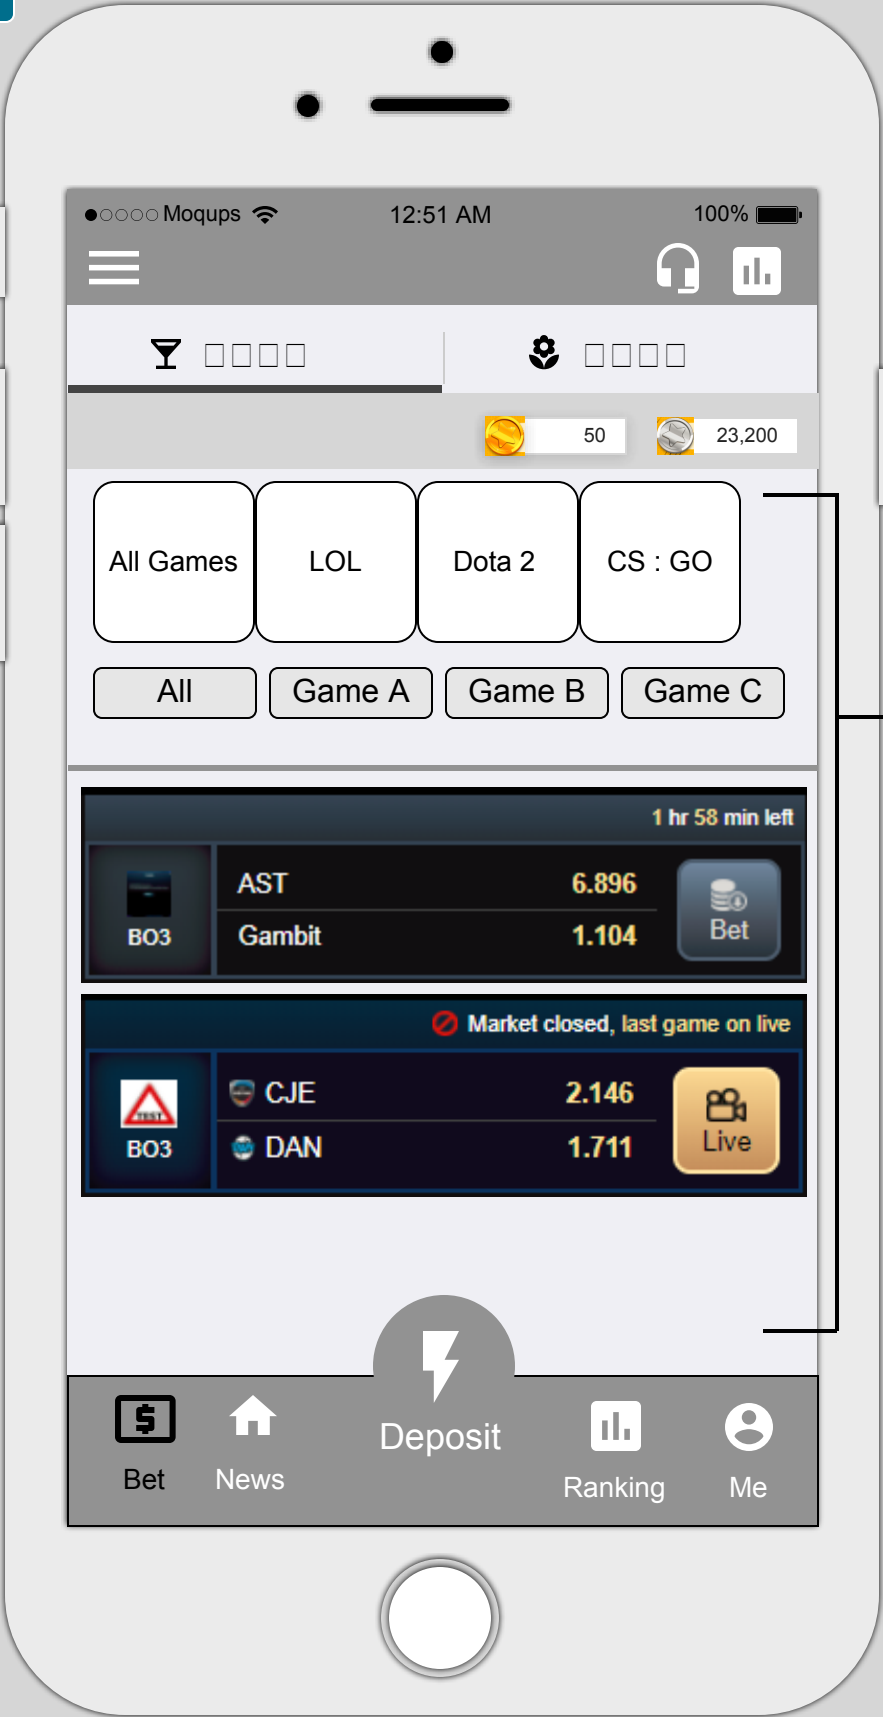 Moqups 12:51 AM 100%
50 23,200
All Games LOL Dota 2 CS : GO
All Game A Game B Game C
1 hr 58 min left
AST 6.896
Gambit 1.104
BO3 Bet
Market closed, last game on live
CJE 2.146
TEST
DAN 1.711
BO3 Live
Deposit
Bet News Ranking Me